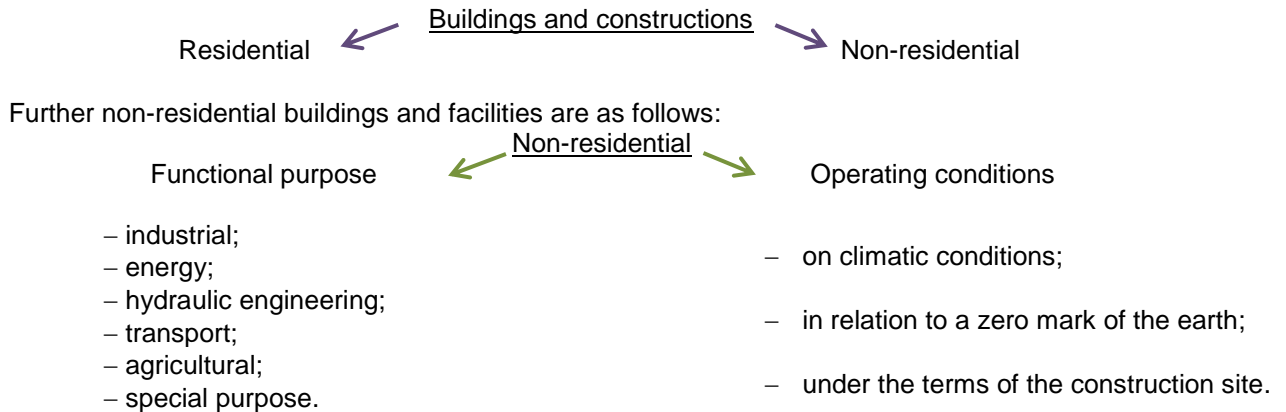 Buildings and constructions
Residential
Non-residential
Further non-residential buildings and facilities are as follows:
Non-residential
Functional purpose
Operating conditions
– industrial;
– energy;
– hydraulic engineering;
– transport;
– agricultural;
– special purpose.
– on climatic conditions;
– in relation to a zero mark of the earth;
– under the terms of the construction site.